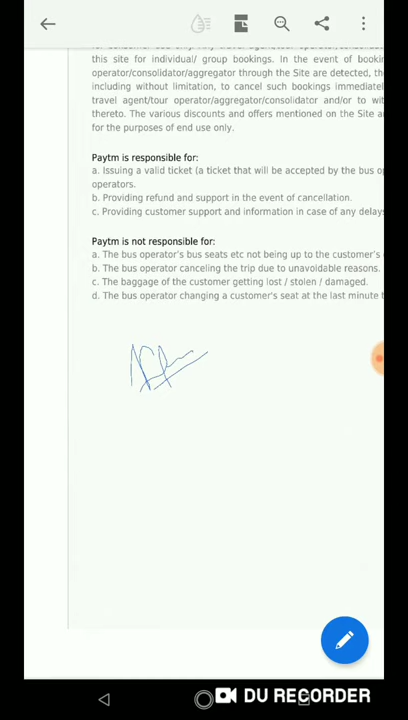 this site for individual/ group bookings. In the event of
operator/consolidator/aggregator through the Site are detected,
including without limitation, to cancel such bookings
travel agent/tour operator/aggregator/consolidator and/or to
thereto. The various discounts and offers mentioned on the Site
for the purposes of end use only.
Paytm is responsible for:
a. Issuing a valid ticket (a ticket that will be accepted by the bus
operators.
b. Providing refund and support in the event of cancellation.
c. Providing customer support and information in case of any delays
Paytm is not responsible for:
a. The bus operator's bus seats etc not being up to the customer's
b. The bus operator canceling the trip due to unavoidable reasons.
c. The baggage of the customer getting lost / stolen / damaged.
d. The bus operator changing a customer's seat at the last minute
DU RECORDER